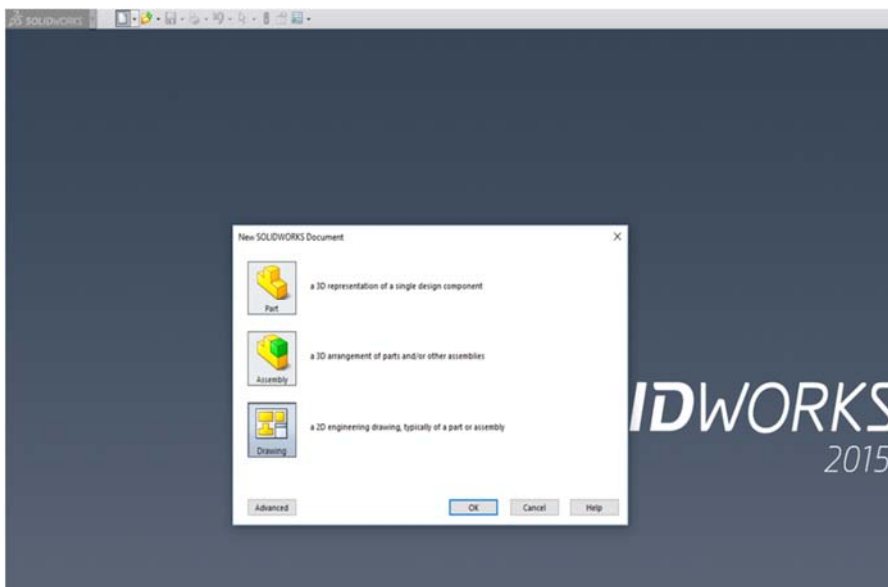 SOLIDWORKS
New SOLIDWORKS Document
Part
a 3D representation of a single design component
Assembly
a 3D arrangement of parts and/or other assemblies
Drawing
a 2D engineering drawing, typically of a part or assembly
IDWORKS
2015
Advanced
OK
Cancel
Help